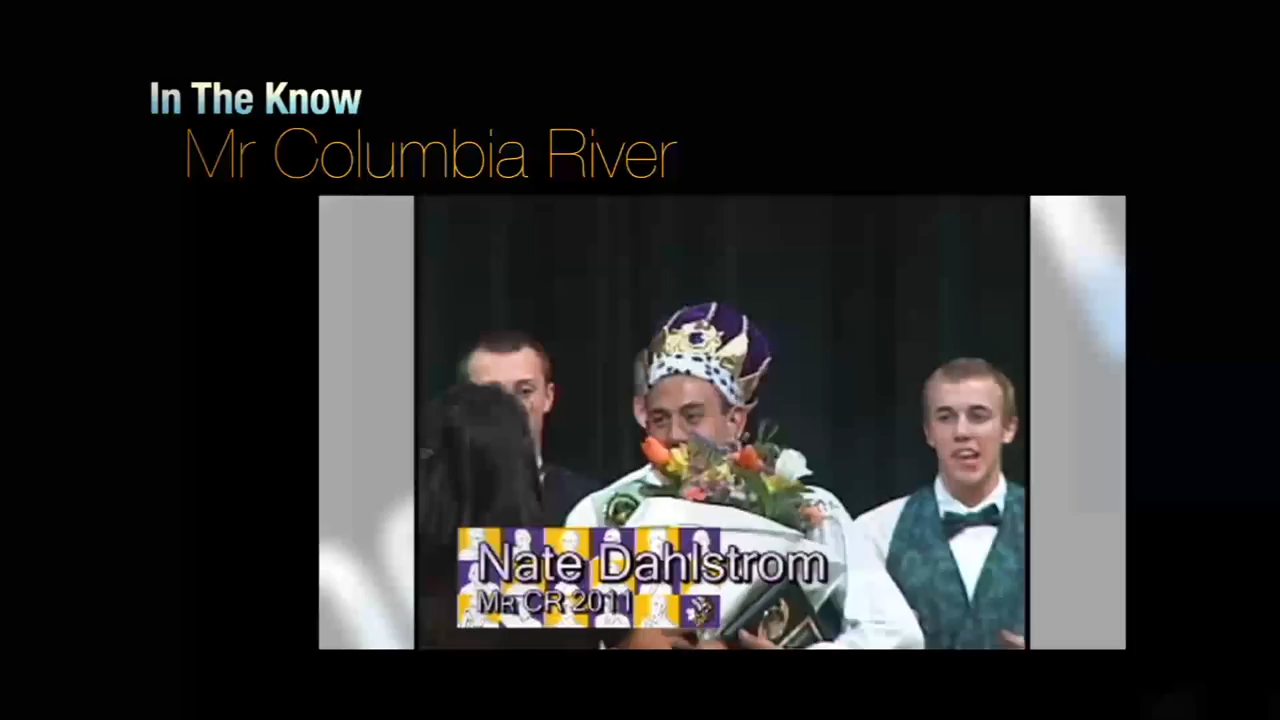 In The Know
Mr Columbia River
Nate Dahlstrom
Mr CR 2011